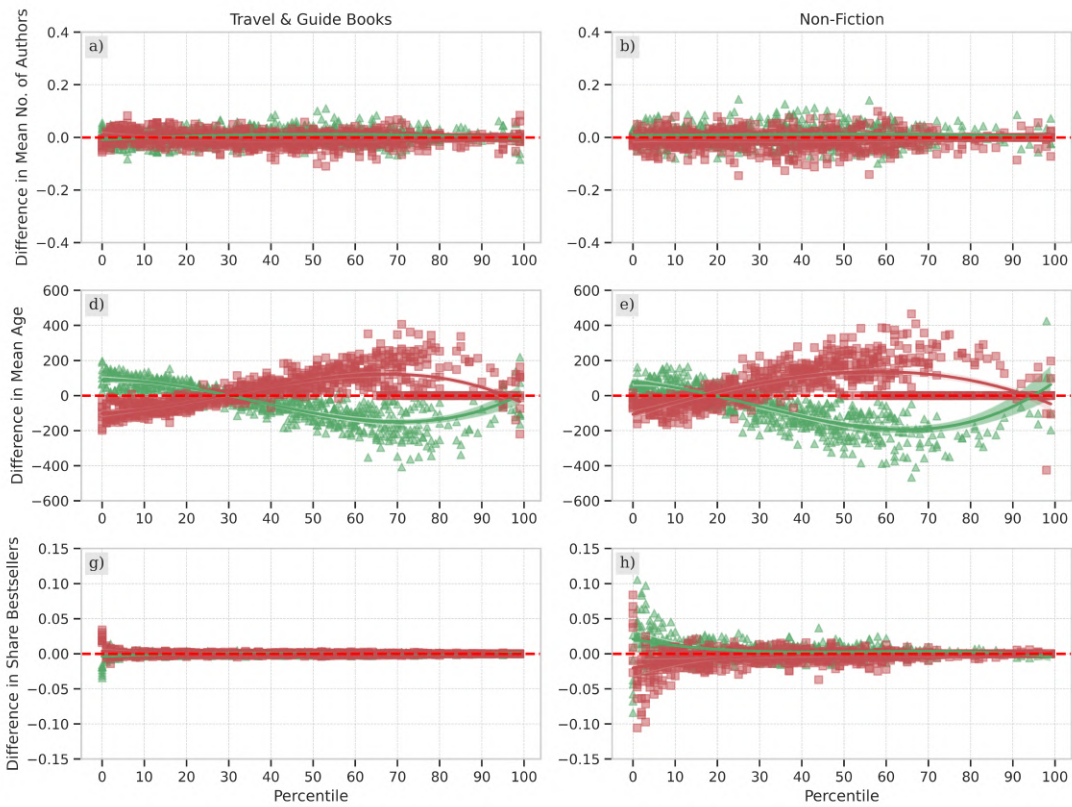 Travel & Guide Books
Non-Fiction
Difference in Mean No. of Authors
a)
0.4
0.2
0.0
−0.2
−0.4
0 10 20 30 40 50 60 70 80 90 100
b)
0.4
0.2
0.0
−0.2
−0.4
0 10 20 30 40 50 60 70 80 90 100
Difference in Mean Age
d)
600
400
200
0
−200
−400
−600
0 10 20 30 40 50 60 70 80 90 100
e)
600
400
200
0
−200
−400
−600
0 10 20 30 40 50 60 70 80 90 100
Difference in Share Bestsellers
g)
0.15
0.10
0.05
0.00
−0.05
−0.10
−0.15
0 10 20 30 40 50 60 70 80 90 100
Percentile
h)
0.15
0.10
0.05
0.00
−0.05
−0.10
−0.15
0 10 20 30 40 50 60 70 80 90 100
Percentile